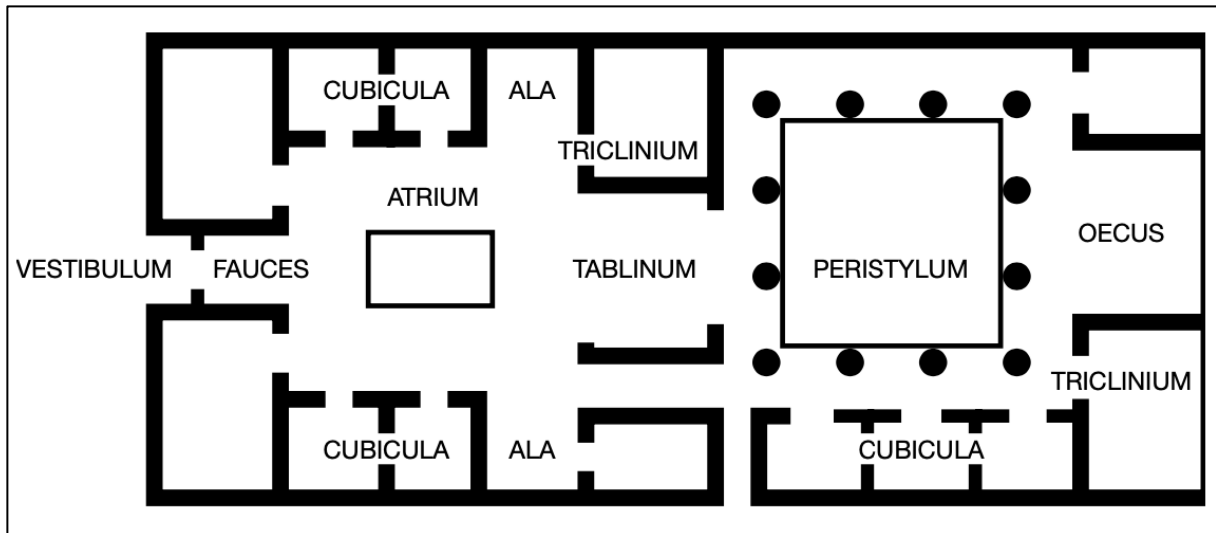 CUBICULA ALA
TRICLINIUM
ATRIUM
OECUS
VESTIBULUM FAUCES TABLINUM PERISTYLUM
TRICLINIUM
CUBICULA ALA CUBICULA